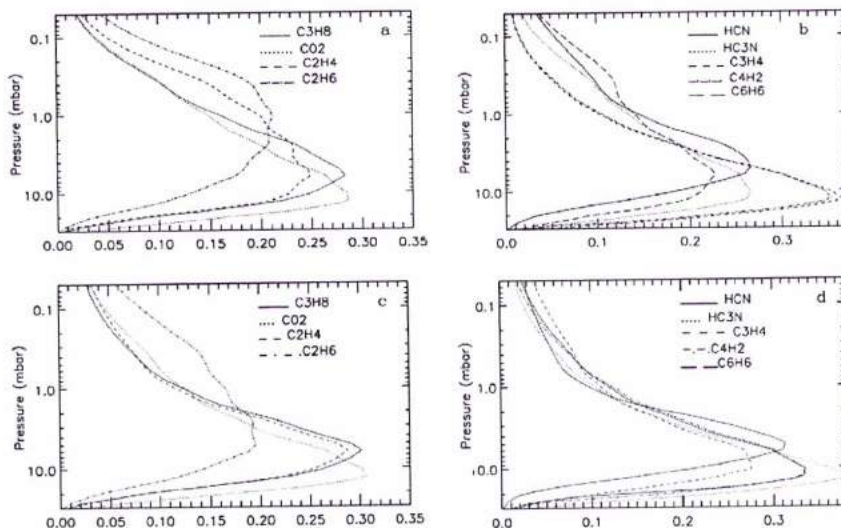 a
C3H8
CO2
C2H4
C2H6
0.1
1.0
10.0
Pressure (mbar)
0.00 0.05 0.10 0.15 0.20 0.25 0.30 0.35
b
HCN
HC3N
C3H4
C4H2
C6H6
0.1
1.0
10.0
Pressure (mbar)
0.0 0.1 0.2 0.3
c
C3H8
CO2
C2H4
C2H6
0.1
1.0
10.0
Pressure (mbar)
0.00 0.05 0.10 0.15 0.20 0.25 0.30 0.35
d
HCN
HC3N
C3H4
C4H2
C6H6
0.1
1.0
10.0
Pressure (mbar)
0.0 0.1 0.2 0.3